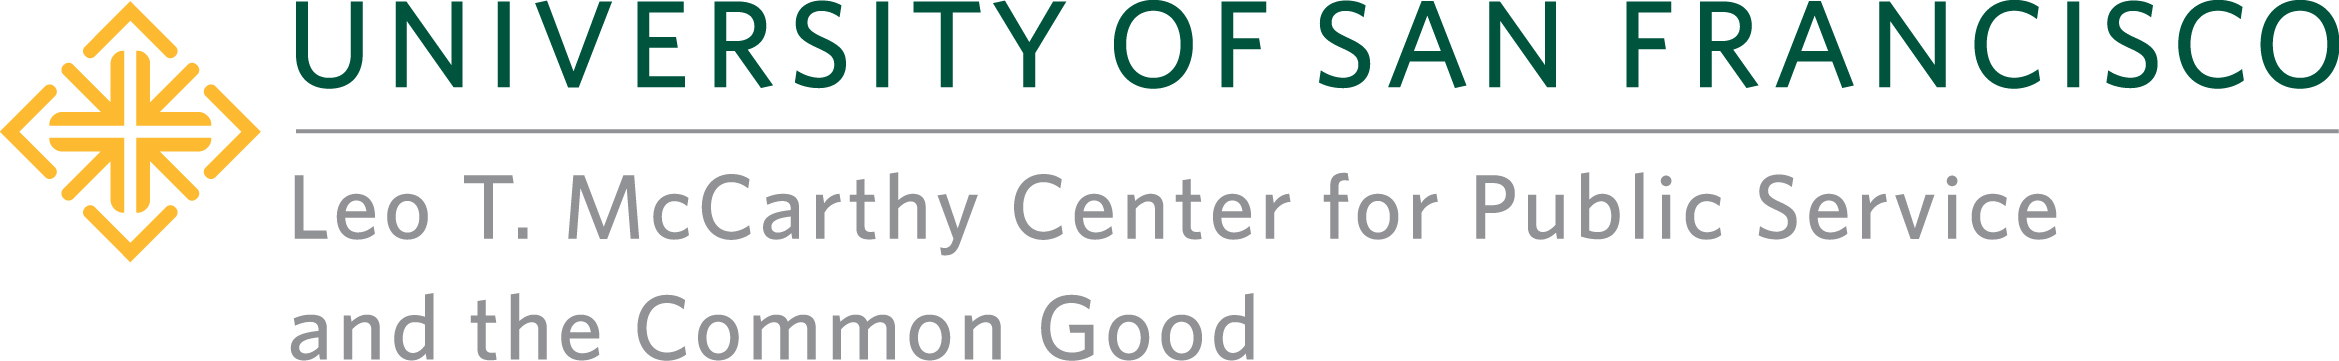 UNIVERSITY OF SAN FRANCISCO
Leo T. McCarthy Center for Public Service
and the Common Good